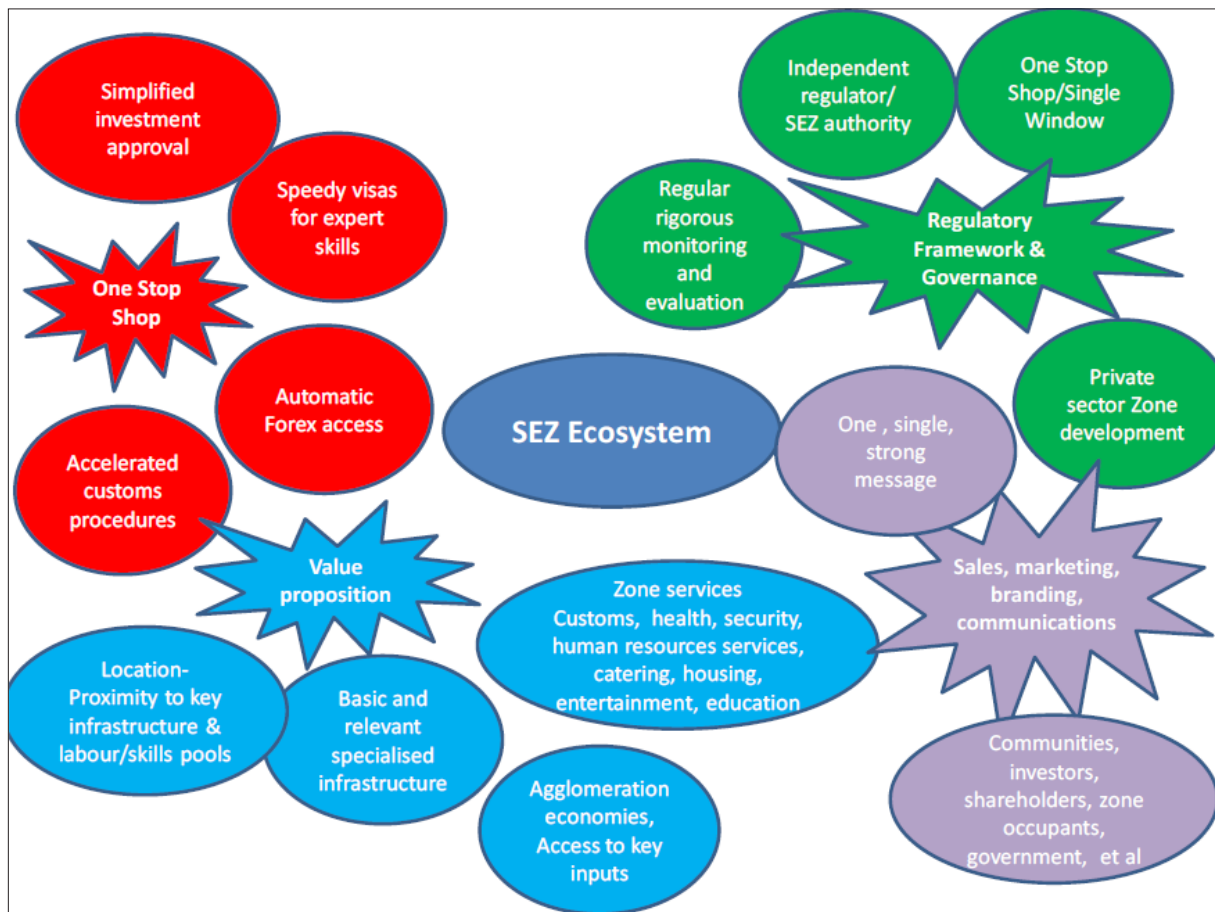 Simplified
investment
approval
Speedy visas
for expert
skills
One Stop
Shop
Automatic
Forex access
Accelerated
customs
procedures
Independent
regulator/
SEZ authority
One Stop
Shop/Single
Window
Regular
rigorous
monitoring
and
evaluation
Regulatory
Framework &
Governance
Private
sector Zone
development
SEZ Ecosystem
One , single,
strong
message
Sales, marketing,
branding,
communications
Communities,
investors,
shareholders, zone
occupants,
government,  et al
Value
proposition
Zone services
Customs,  health, security,
human resources services,
catering, housing,
entertainment, education
Location-
Proximity to key
infrastructure &
labour/skills pools
Basic and
relevant
specialised
infrastructure
Agglomeration
economies,
Access to key
inputs